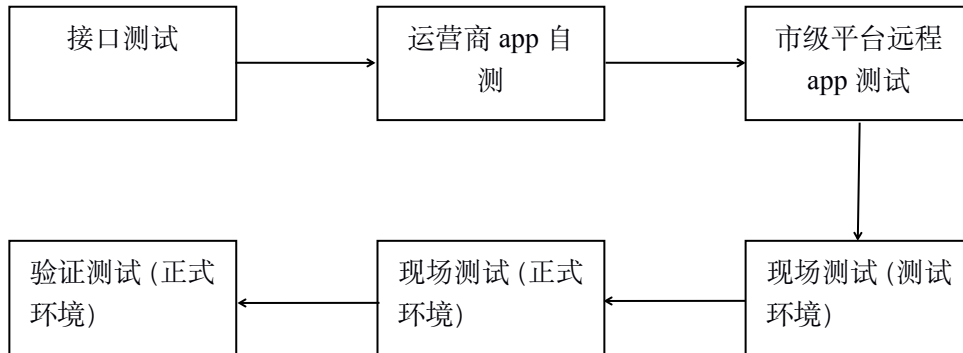 接口测试
运营商 app 自
测
市级平台远程
app 测试
现场测试 (测试
环境)
现场测试 (正式
环境)
验证测试 (正式
环境)